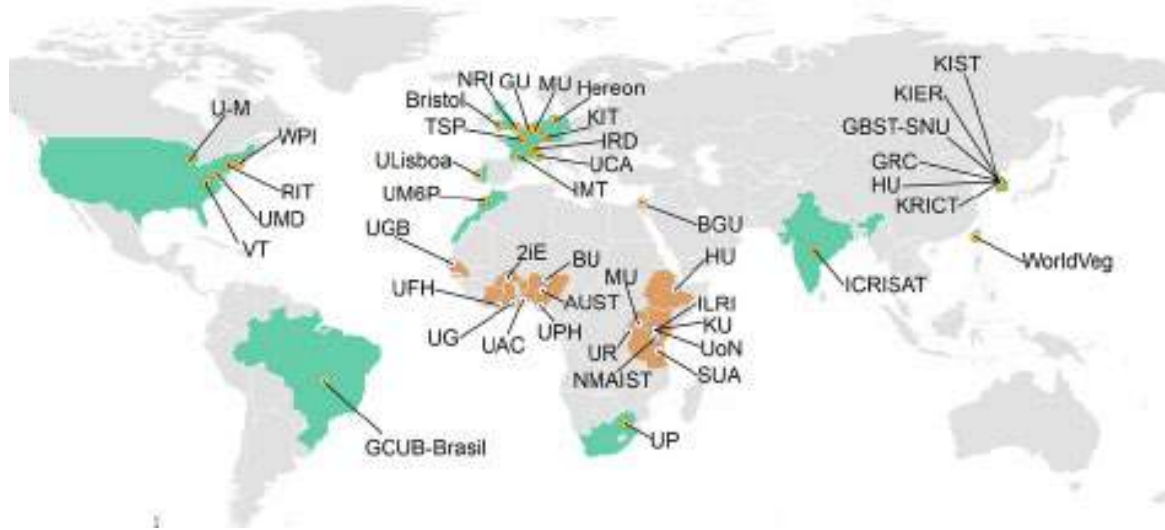 U-M
WPI
RIT
UMD
VT
GCUB-Brasil
NRI
GU
MU
Hereon
Bristol
KIT
TSP
IRD
ULisboa
UCA
UM6P
IMT
BGU
UGB
2iE
BU
HU
MU
UFH
AUST
ILRI
UG
UAC
UPH
KU
UR
UoN
NMAIST
SUA
UP
KIST
KIER
GBST-SNU
GRC
HU
KRICT
WorldVeg
ICRISAT